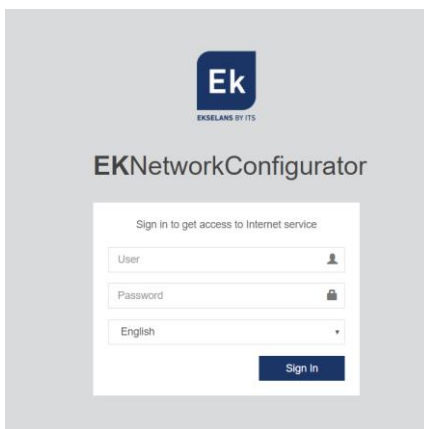 Ek
EKSELANS BY ITS
EKNetworkConfigurator
Sign in to get access to Internet service
User
Password
English
Sign In